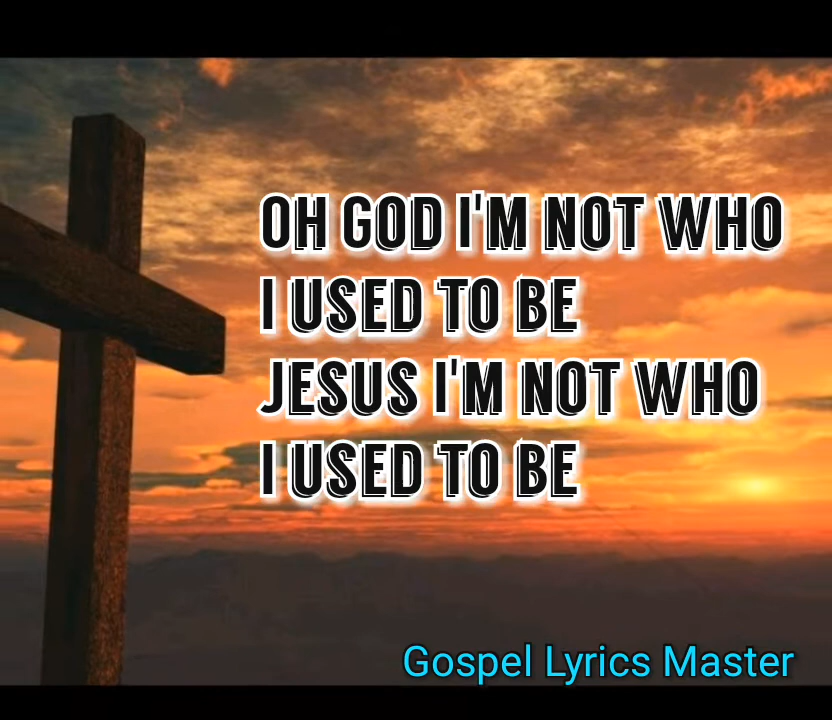 OH GOD I'M NOT WHO
I USED TO BE
JESUS I'M NOT WHO
I USED TO BE
Gospel Lyrics Master